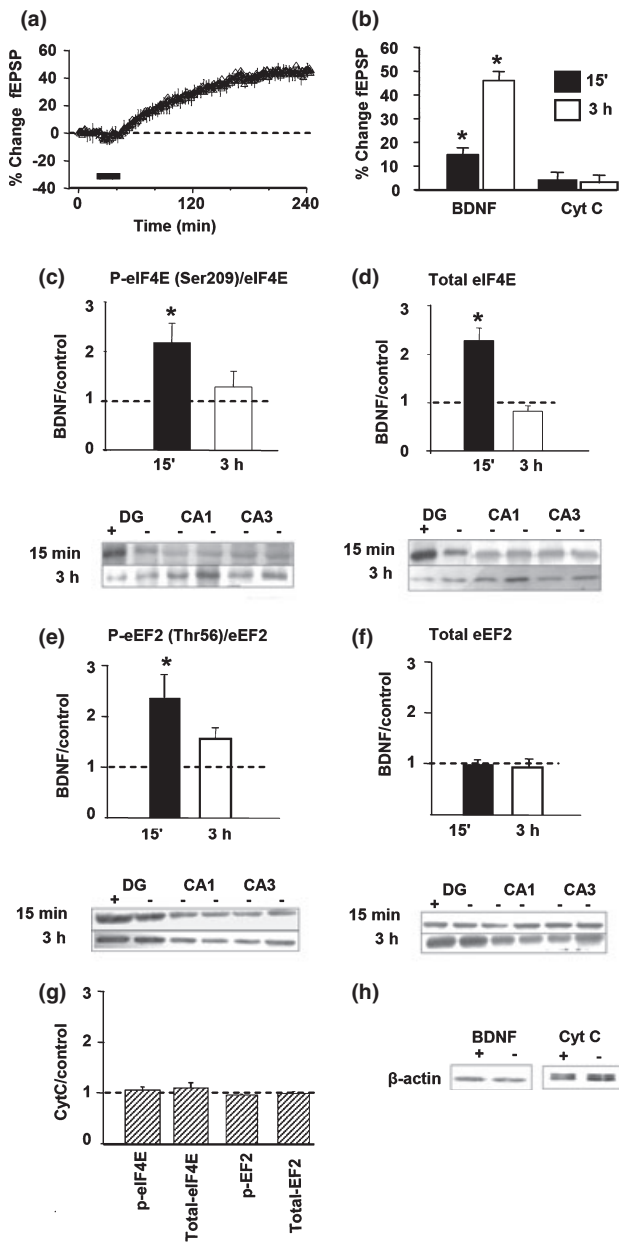 (a)
% Change fEPSP
60
40
20
0
-20
-40
0
120
240
Time (min)
(b)
% Change fEPSP
60
50
40
30
20
10
0
*
*
15'
3 h
BDNF
Cyt C
(c)
P-eIF4E (Ser209)/eIF4E
BDNF/control
3
2
1
0
*
15'
3 h
DG
CA1
CA3
+
-
-
-
-
-
15 min
3 h
(d)
Total eIF4E
BDNF/control
3
2
1
0
*
15'
3 h
DG
CA1
CA3
+
-
-
-
-
-
15 min
3 h
(e)
P-eEF2 (Thr56)/eEF2
BDNF/control
3
2
1
0
*
15'
3 h
DG
CA1
CA3
+
-
-
-
-
-
15 min
3 h
(f)
Total eEF2
BDNF/control
3
2
1
0
15'
3 h
DG
CA1
CA3
+
-
-
-
-
-
15 min
3 h
(g)
CytC/control
3
2
1
0
p-eIF4E
Total-eIF4E
p-EF2
Total-EF2
(h)
BDNF
Cyt C
+
-
+
-
β-actin